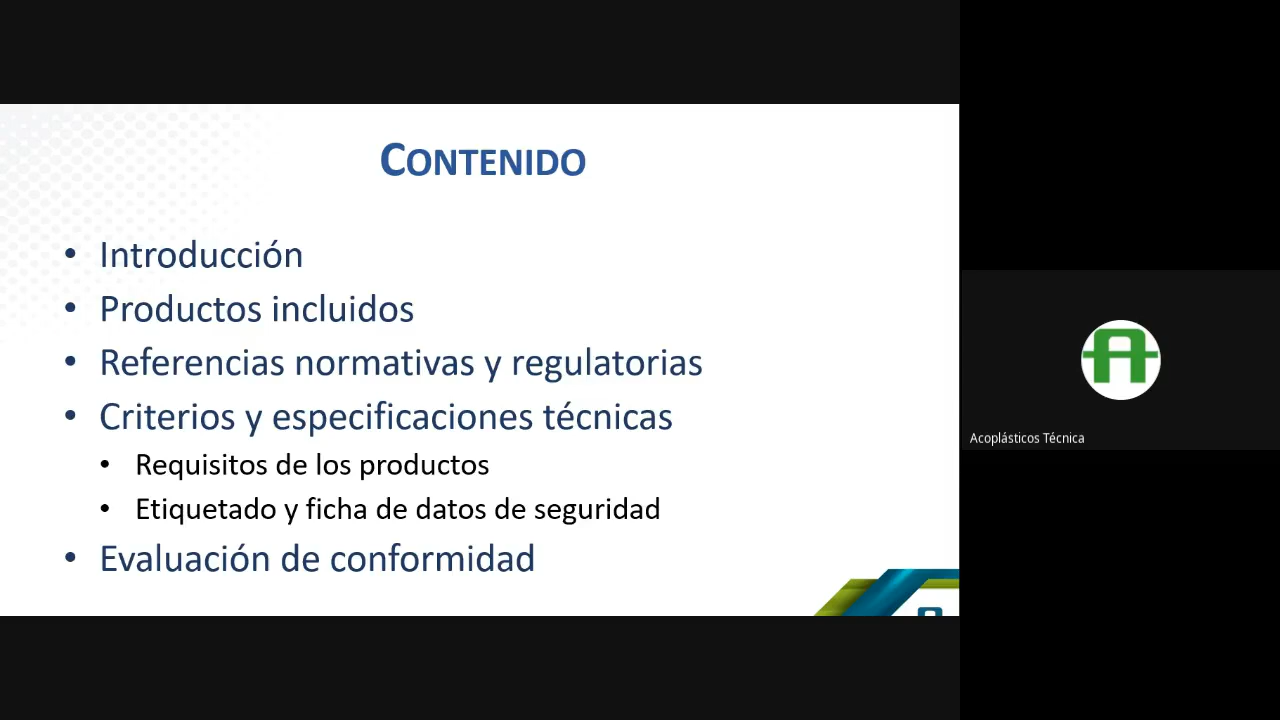 CONTENIDO
• Introducción
• Productos incluidos
• Referencias normativas y regulatorias
• Criterios y especificaciones técnicas
• Requisitos de los productos
• Etiquetado y ficha de datos de seguridad
• Evaluación de conformidad
Acoplásticos Técnica